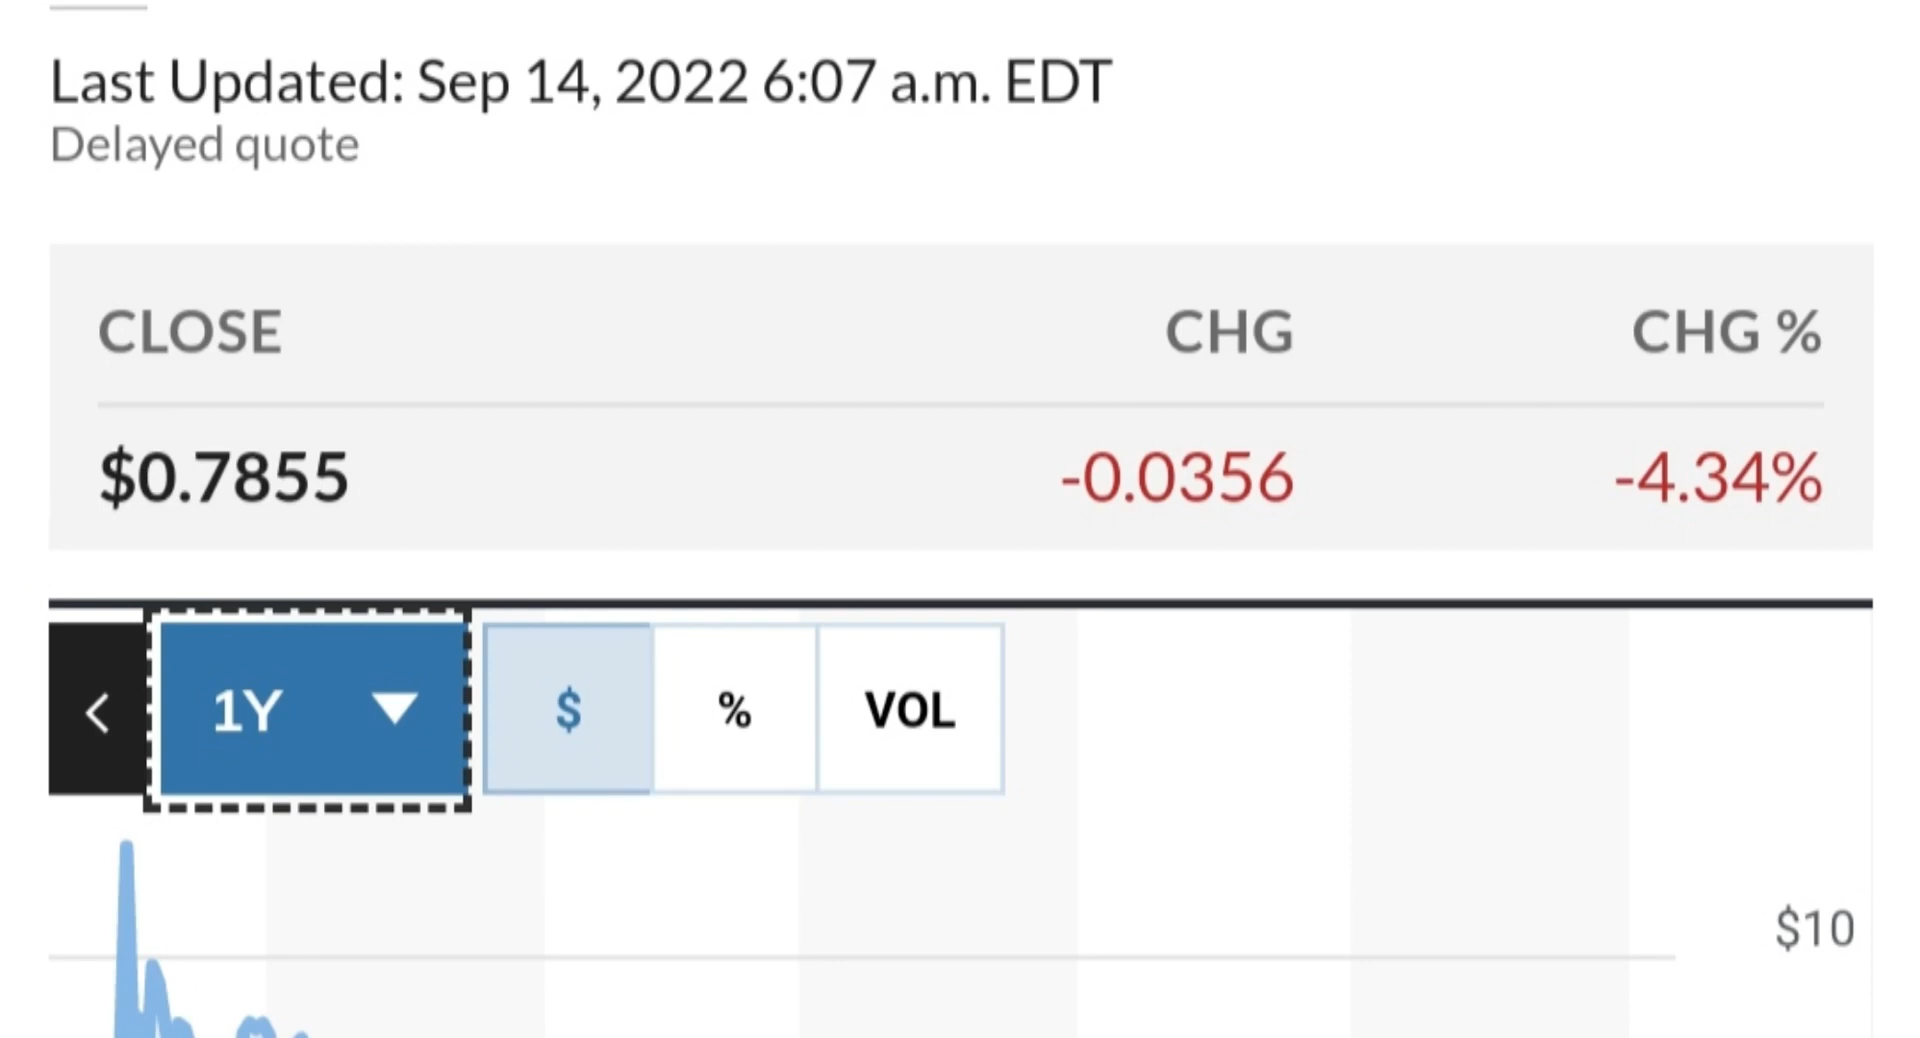 Last Updated: Sep 14, 2022 6:07 a.m. EDT
Delayed quote
CLOSE CHG CHG %
$0.7855 -0.0356 -4.34%
1Y $ % VOL
$10